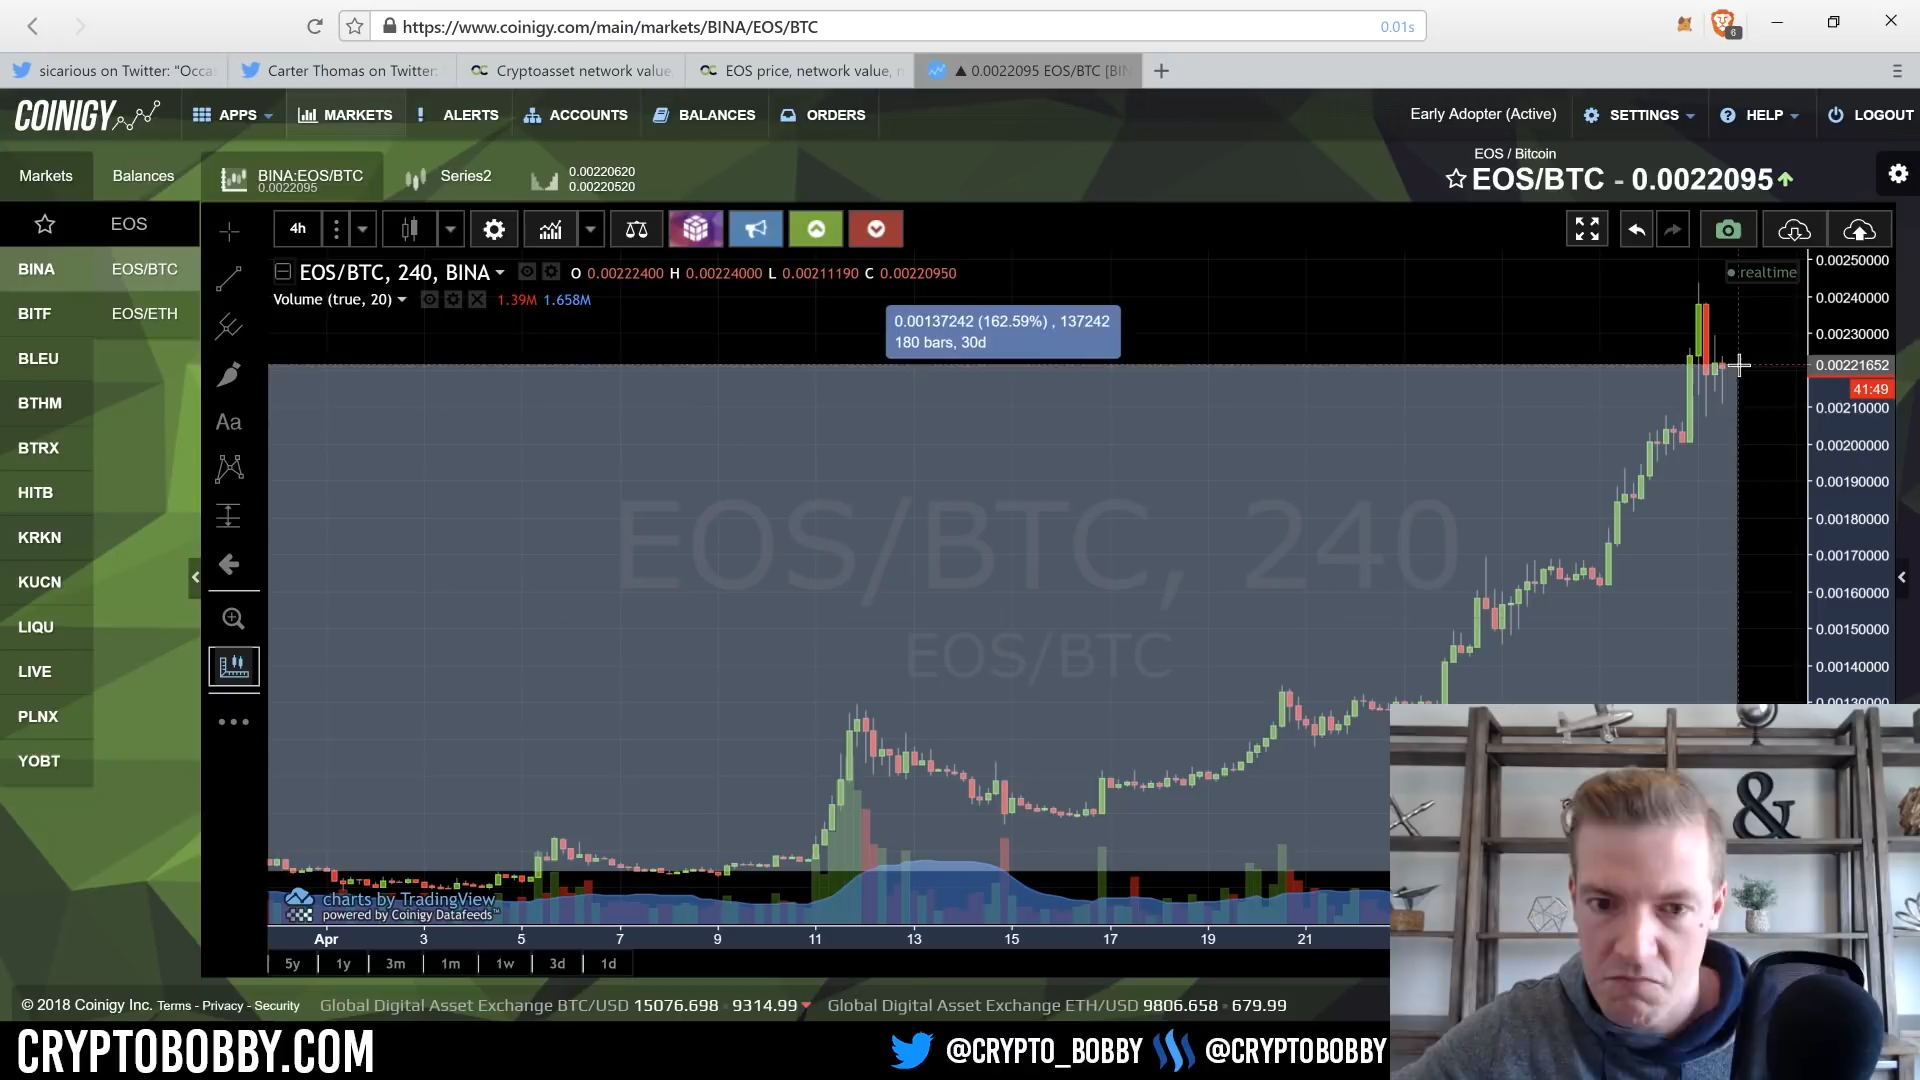 https://www.coinigy.com/main/markets/BINA/EOS/BTC
0.01s
6
sicarious on Twitter: "Occa
Carter Thomas on Twitter:
Cryptoasset network value,
EOS price, network value, n
▲ 0.0022095 EOS/BTC [BIN
COINIGY
APPS
MARKETS
ALERTS
ACCOUNTS
BALANCES
ORDERS
Early Adopter (Active)
SETTINGS
HELP
LOGOUT
Markets
Balances
BINA:EOS/BTC
0.0022095
Series2
0.00220620
0.00220520
EOS / Bitcoin
EOS/BTC - 0.0022095
EOS
BINA EOS/BTC
BITF EOS/ETH
BLEU
BTHM
BTRX
HITB
KRKN
KUCN
LIQU
LIVE
PLNX
YOBT
4h
EOS/BTC, 240, BINA
O 0.00222400 H 0.00224000 L 0.00211190 C 0.00220950
Volume (true, 20)
1.39M 1.658M
realtime
0.00137242 (162.59%) , 137242
180 bars, 30d
Aa
EOS/BTC, 240
EOS/BTC
0.00250000
0.00240000
0.00230000
0.00221652
41:49
0.00210000
0.00200000
0.00190000
0.00180000
0.00170000
0.00160000
0.00150000
0.00140000
0.00130000
charts by TradingView
powered by Coinigy Datafeeds™
Apr 3 5 7 9 11 13 15 17 19 21
5y 1y 3m 1m 1w 3d 1d
© 2018 Coinigy Inc. Terms - Privacy - Security
Global Digital Asset Exchange BTC/USD 15076.698 - 9314.99
Global Digital Asset Exchange ETH/USD 9806.658 - 679.99
&
CRYPTOBOBBY.COM
@CRYPTO_BOBBY
@CRYPTOBOBBY